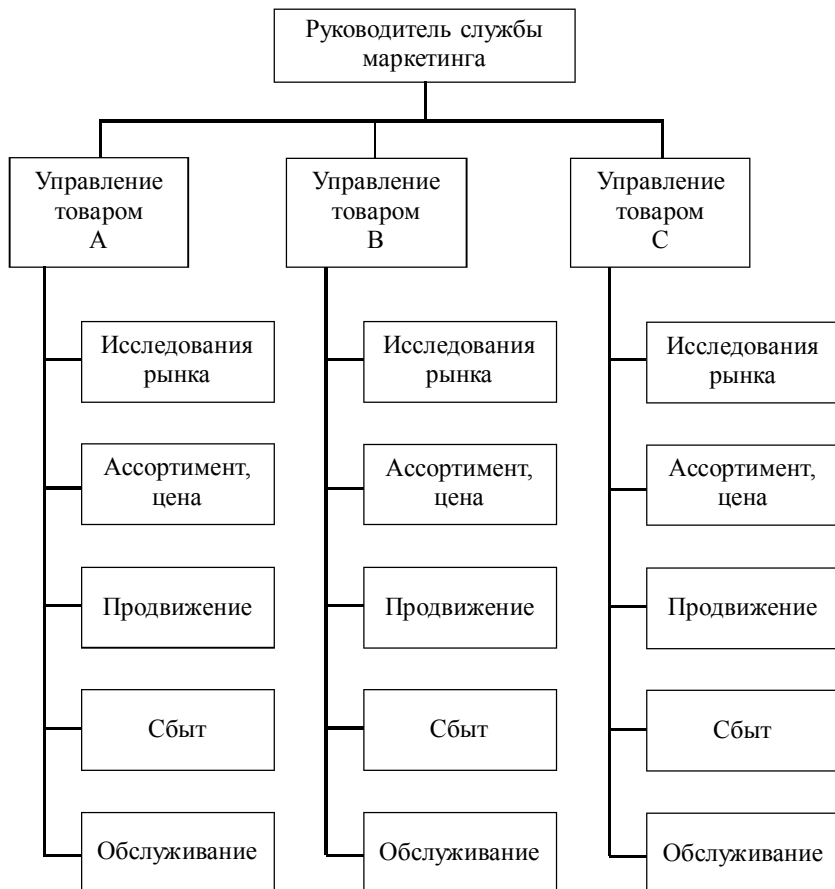 Руководитель службы
маркетинга
Управление
товаром
А
Управление
товаром
В
Управление
товаром
С
Исследования
рынка
Исследования
рынка
Исследования
рынка
Ассортимент,
цена
Ассортимент,
цена
Ассортимент,
цена
Продвижение
Продвижение
Продвижение
Сбыт
Сбыт
Сбыт
Обслуживание
Обслуживание
Обслуживание